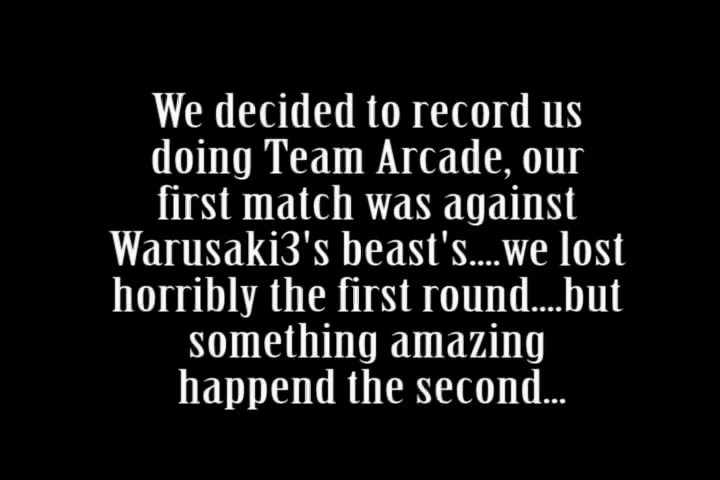 We decided to record us
doing Team Arcade, our
first match was against
Warusaki3's beast's....we lost
horribly the first round....but
something amazing
happend the second...